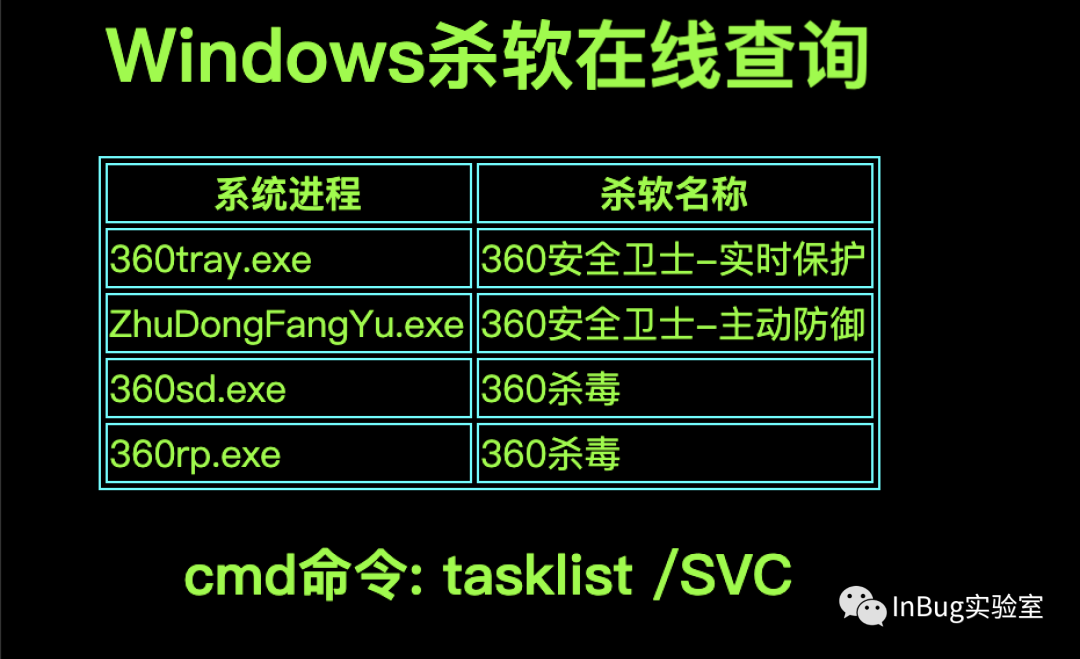 Windows杀软在线查询
系统进程 杀软名称
360tray.exe 360安全卫士-实时保护
ZhuDongFangYu.exe 360安全卫士-主动防御
360sd.exe 360杀毒
360rp.exe 360杀毒
cmd命令: tasklist /SVC
InBug实验室